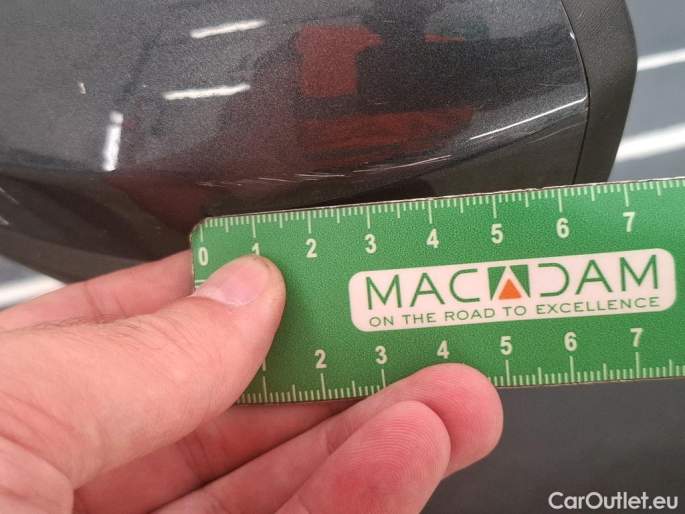 0 1 2 3 4 5 6 7
MACADAM
ON THE ROAD TO EXCELLENCE
2 3 4 5 6 7
CarOutlet.eu